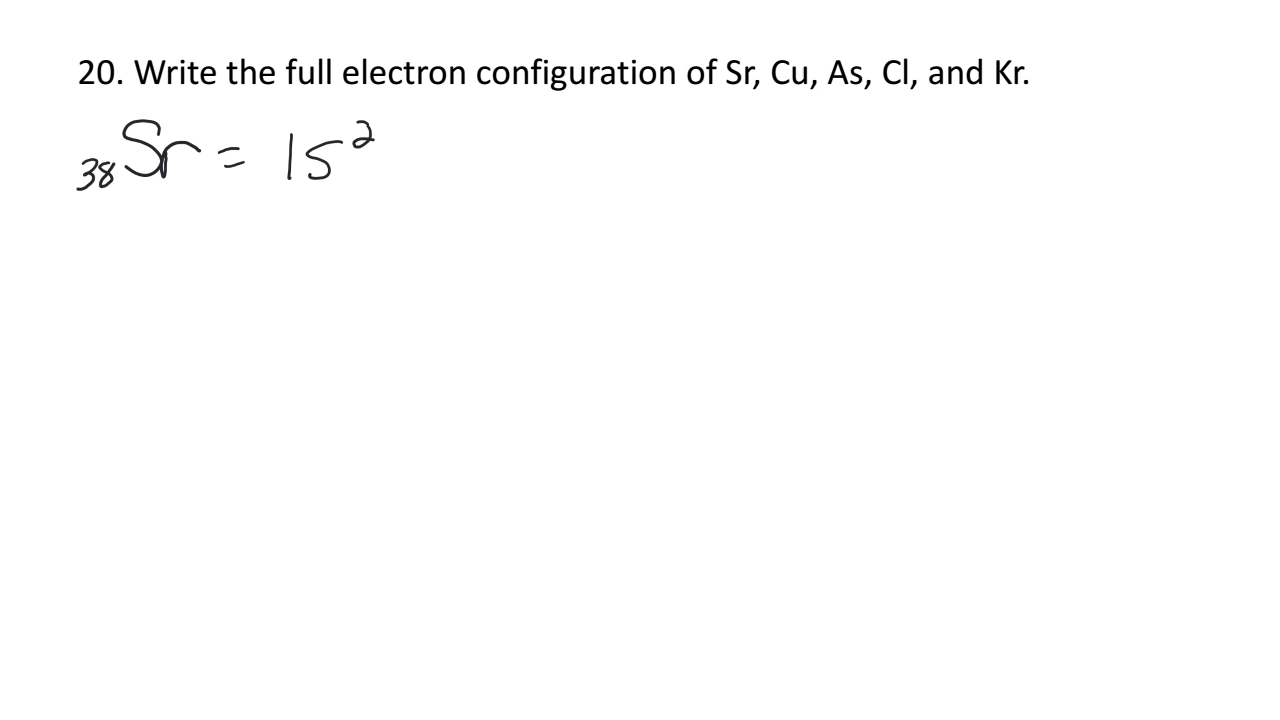 20. Write the full electron configuration of Sr, Cu, As, Cl, and Kr.
₃₈Sr = 1s²